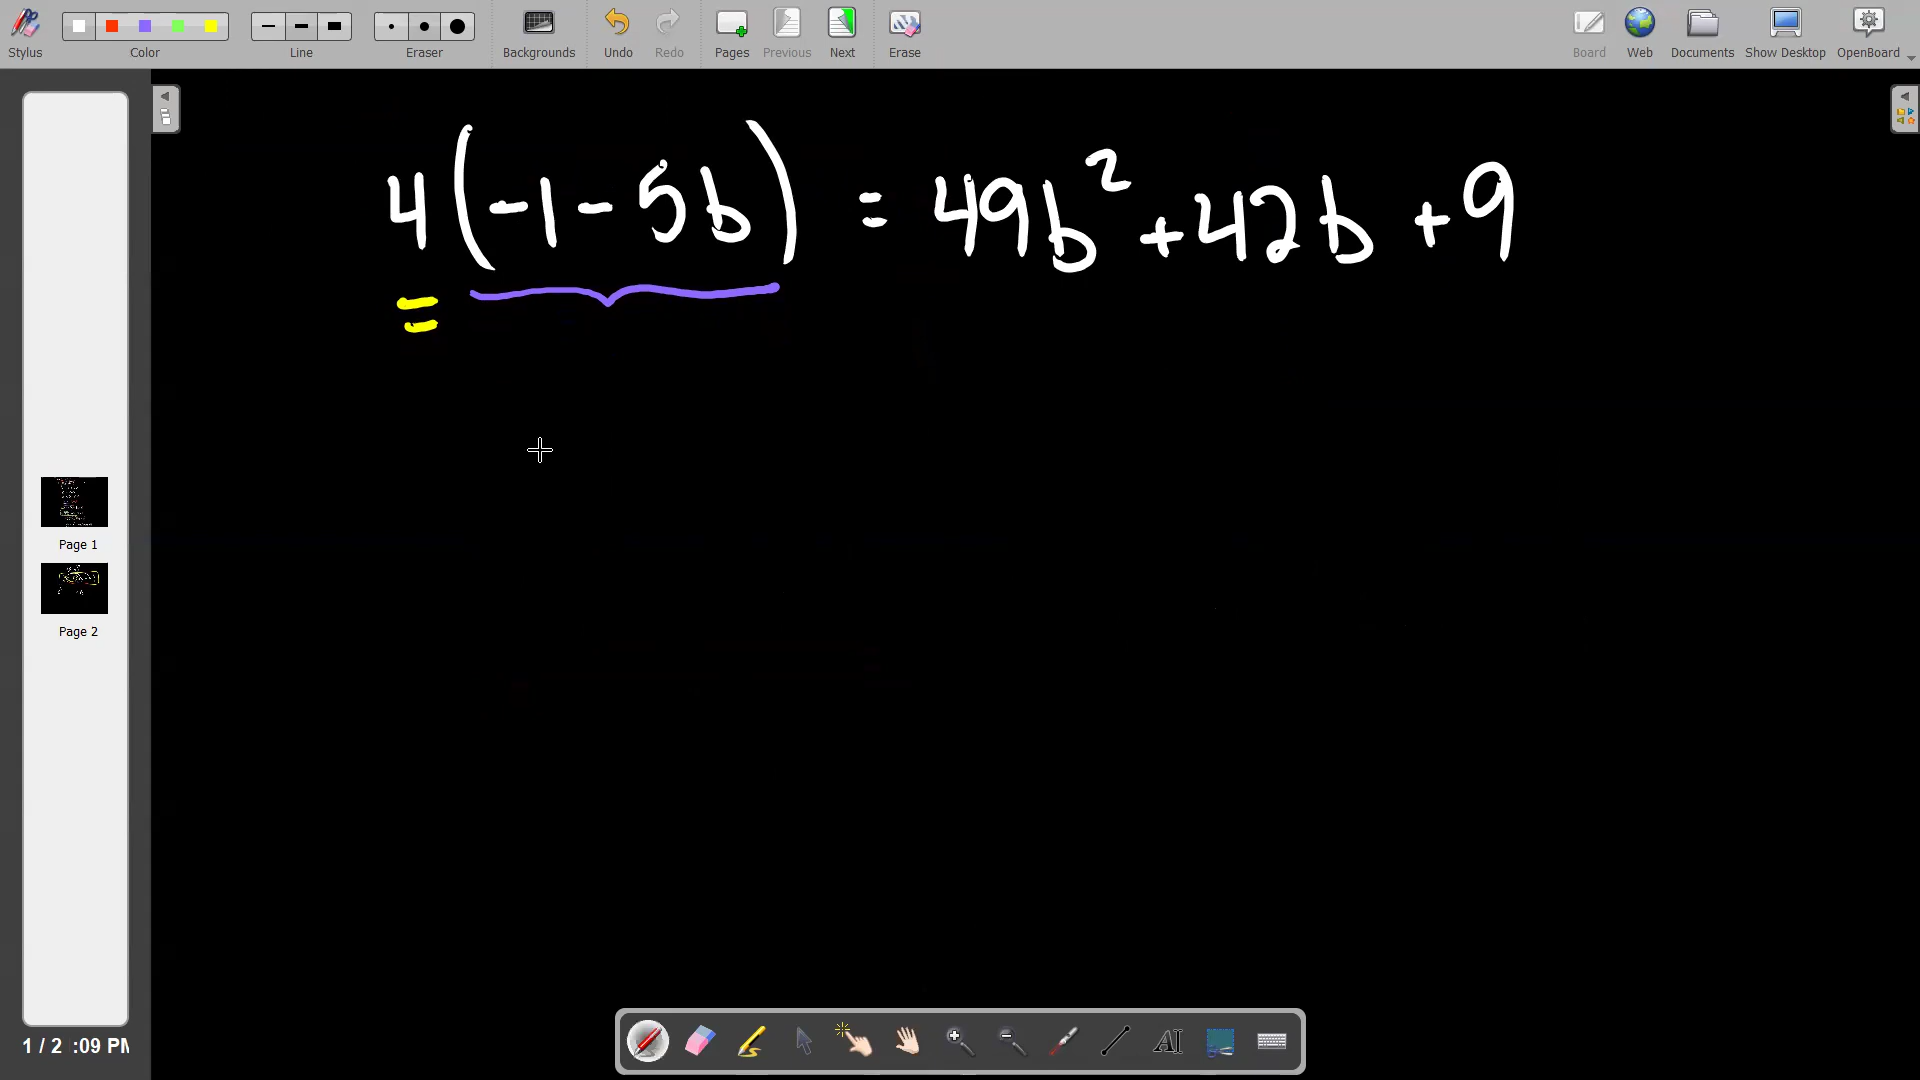 Stylus Color Line Eraser Backgrounds Undo Redo Pages Previous Next Erase Board Web Documents Show Desktop OpenBoard
4(-1-5b) = 49b²+42b+9
=
Page 1
Page 2
1 / 2 :09 PM